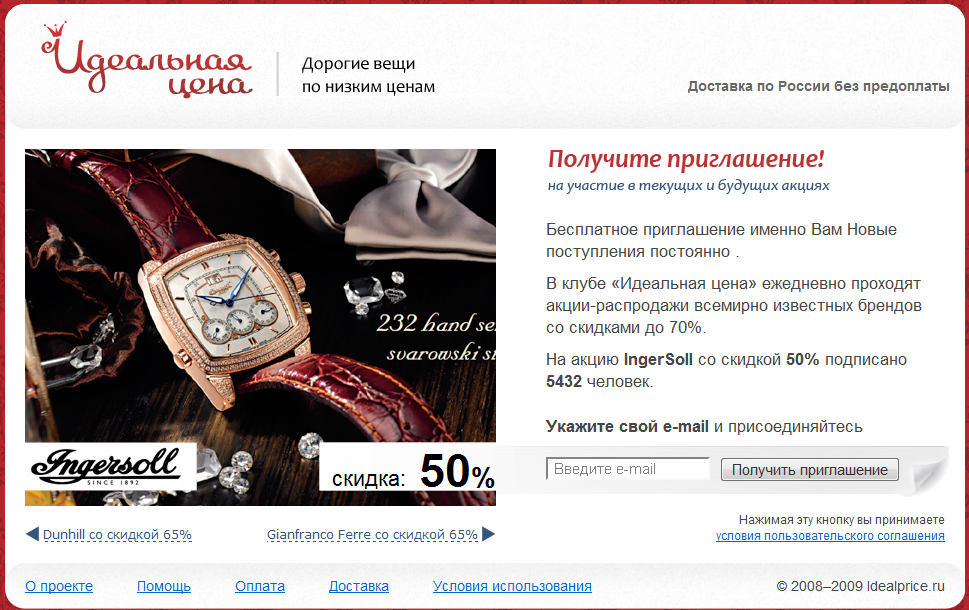 Идеальная
цена
Дорогие вещи
по низким ценам
Доставка по России без предоплаты
232 hand se
svarowski s
Ingersoll
SINCE 1892
скидка: 50%
Dunhill со скидкой 65%
Gianfranco Ferre со скидкой 65%
Получите приглашение!
на участие в текущих и будущих акциях
Бесплатное приглашение именно Вам Новые
поступления постоянно .
В клубе «Идеальная цена» ежедневно проходят
акции-распродажи всемирно известных брендов
со скидками до 70%.
На акцию IngerSoll со скидкой 50% подписано
5432 человек.
Укажите свой e-mail и присоединяйтесь
Введите e-mail
Получить приглашение
Нажимая эту кнопку вы принимаете
условия пользовательского соглашения
О проекте Помощь Оплата Доставка Условия использования
© 2008–2009 Idealprice.ru